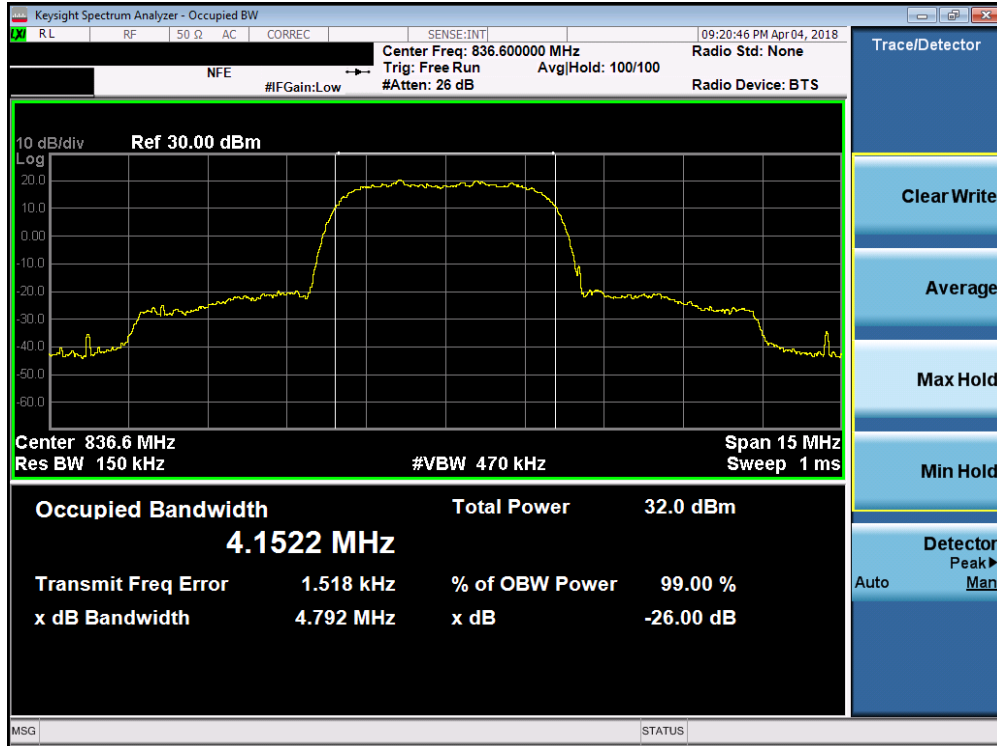 Keysight Spectrum Analyzer - Occupied BW
LXI RL RF 50 Ω AC CORREC SENSE:INT 09:20:46 PM Apr 04, 2018
Center Freq: 836.600000 MHz Radio Std: None
NFE Trig: Free Run Avg|Hold: 100/100
#IFGain:Low #Atten: 26 dB Radio Device: BTS
10 dB/div Ref 30.00 dBm
Log
20.0
10.0
0.00
-10.0
-20.0
-30.0
-40.0
-50.0
-60.0
Center 836.6 MHz Span 15 MHz
Res BW 150 kHz #VBW 470 kHz Sweep 1 ms
Occupied Bandwidth Total Power 32.0 dBm
4.1522 MHz
Transmit Freq Error 1.518 kHz % of OBW Power 99.00 %
x dB Bandwidth 4.792 MHz x dB -26.00 dB
MSG STATUS
Trace/Detector
Clear Write
Average
Max Hold
Min Hold
Detector
Peak▶
Auto Man